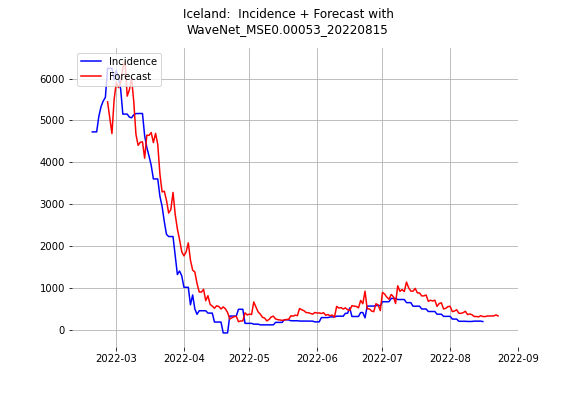 Iceland:  Incidence + Forecast with
WaveNet_MSE0.00053_20220815
Incidence
Forecast
6000
5000
4000
3000
2000
1000
0
2022-03 2022-04 2022-05 2022-06 2022-07 2022-08 2022-09